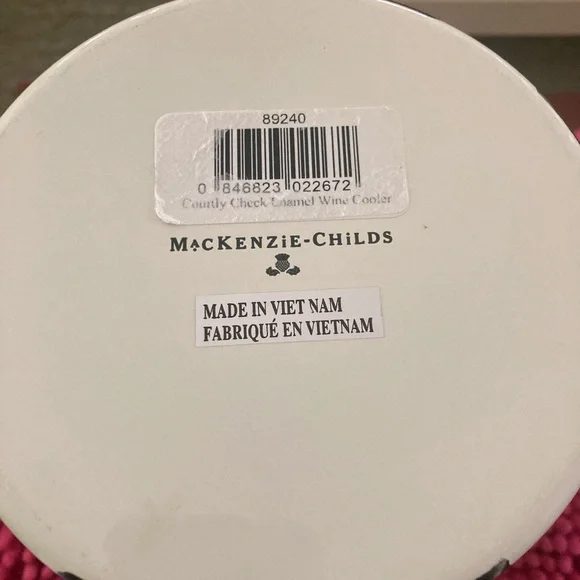 89240
0 846823 022672
Courtly Check Enamel Wine Cooler
MACKENZiE-CHiLDS
MADE IN VIET NAM
FABRIQUÉ EN VIETNAM